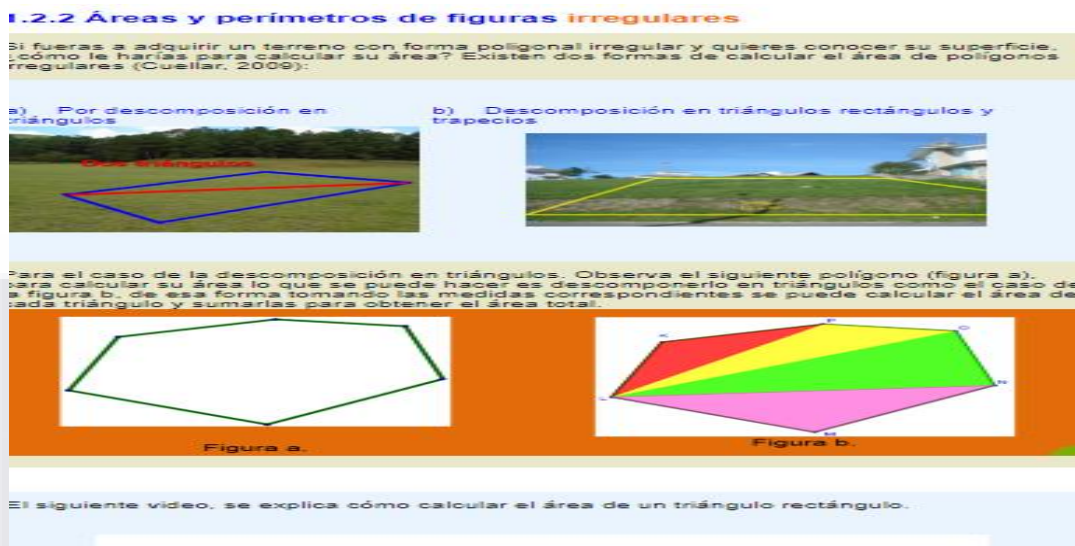 1.2.2 Áreas y perímetros de figuras irregulares
Si fueras a adquirir un terreno con forma poligonal irregular y quieres conocer su superficie,
¿cómo le harías para calcular su área? Existen dos formas de calcular el área de polígonos
irregulares (Cuellar, 2009):
a) Por descomposición en
triángulos
b) Descomposición en triángulos rectángulos y
trapecios
Dos triángulos
Para el caso de la descomposición en triángulos. Observa el siguiente polígono (figura a),
para calcular su área lo que se puede hacer es descomponerlo en triángulos como el caso de
la figura b, de esa forma tomando las medidas correspondientes se puede calcular el área de
cada triángulo y sumarlas para obtener el área total.
K
P
O
L
N
M
Figura a.
Figura b.
El siguiente video, se explica cómo calcular el área de un triángulo rectángulo.